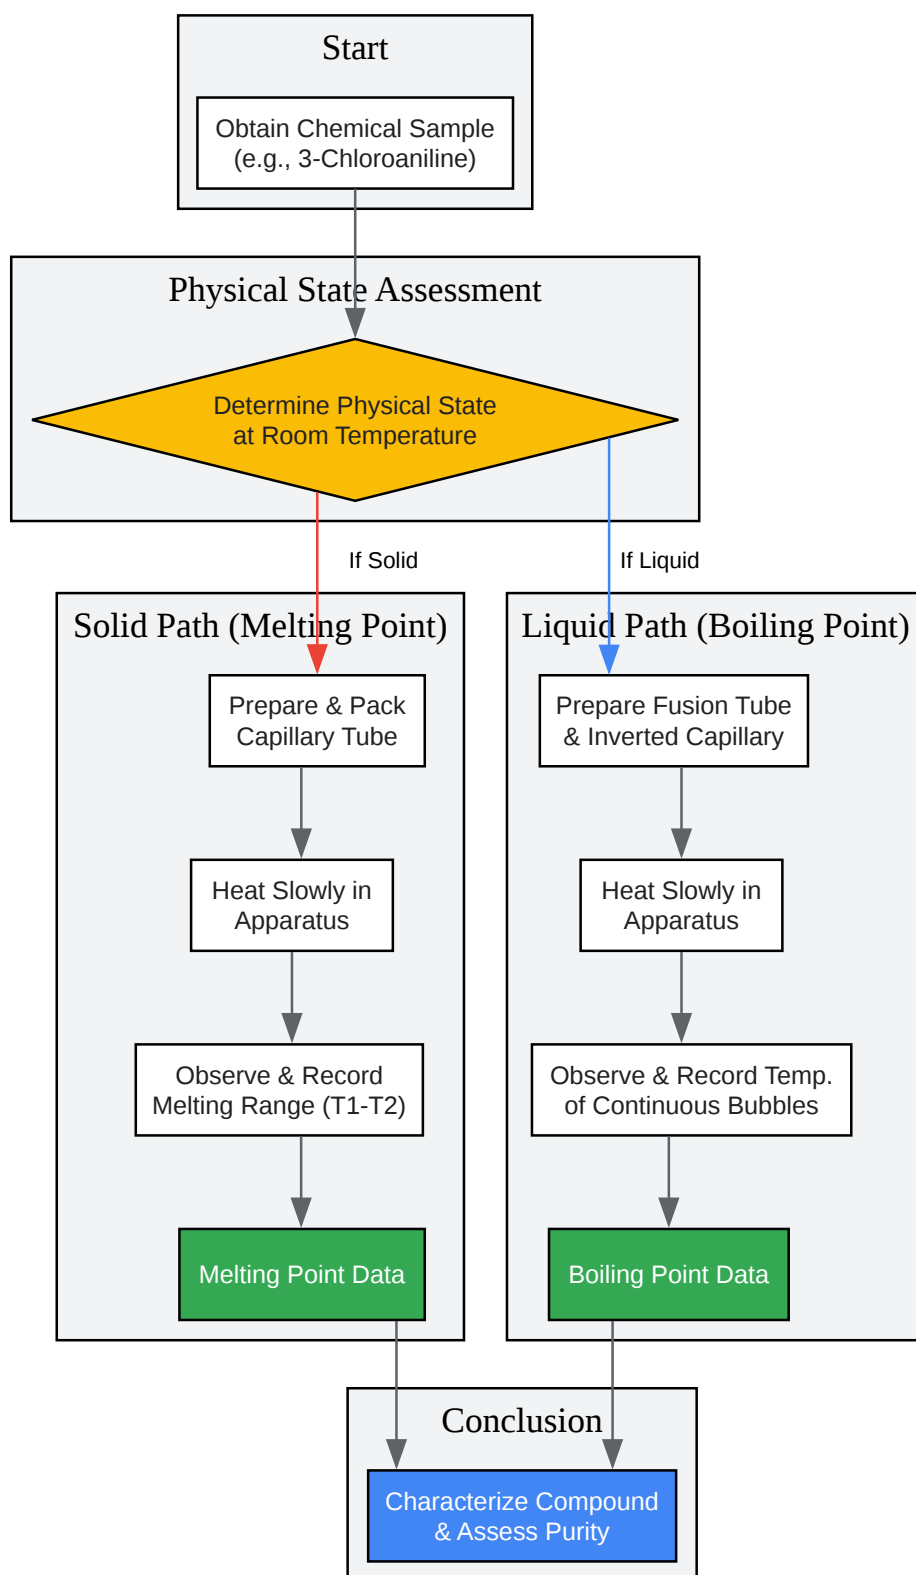 Start
Obtain Chemical Sample
(e.g., 3-Chloroaniline)
Physical State Assessment
Determine Physical State
at Room Temperature
If Solid
If Liquid
Solid Path (Melting Point)
Prepare & Pack
Capillary Tube
Heat Slowly in
Apparatus
Observe & Record
Melting Range (T1-T2)
Melting Point Data
Liquid Path (Boiling Point)
Prepare Fusion Tube
& Inverted Capillary
Heat Slowly in
Apparatus
Observe & Record Temp.
of Continuous Bubbles
Boiling Point Data
Conclusion
Characterize Compound
& Assess Purity